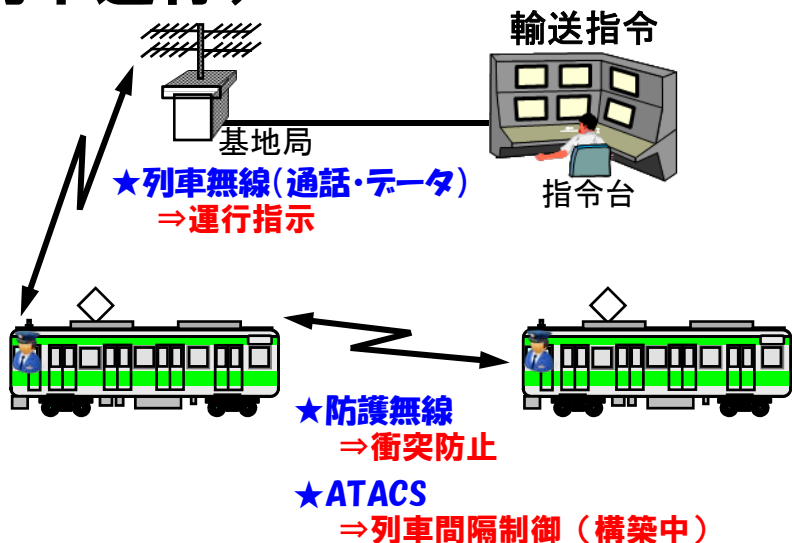 輸送指令
基地局
指令台
★列車無線(通話・データ)
⇒運行指示
★防護無線
⇒衝突防止
★ATACS
⇒列車間隔制御(構築中)